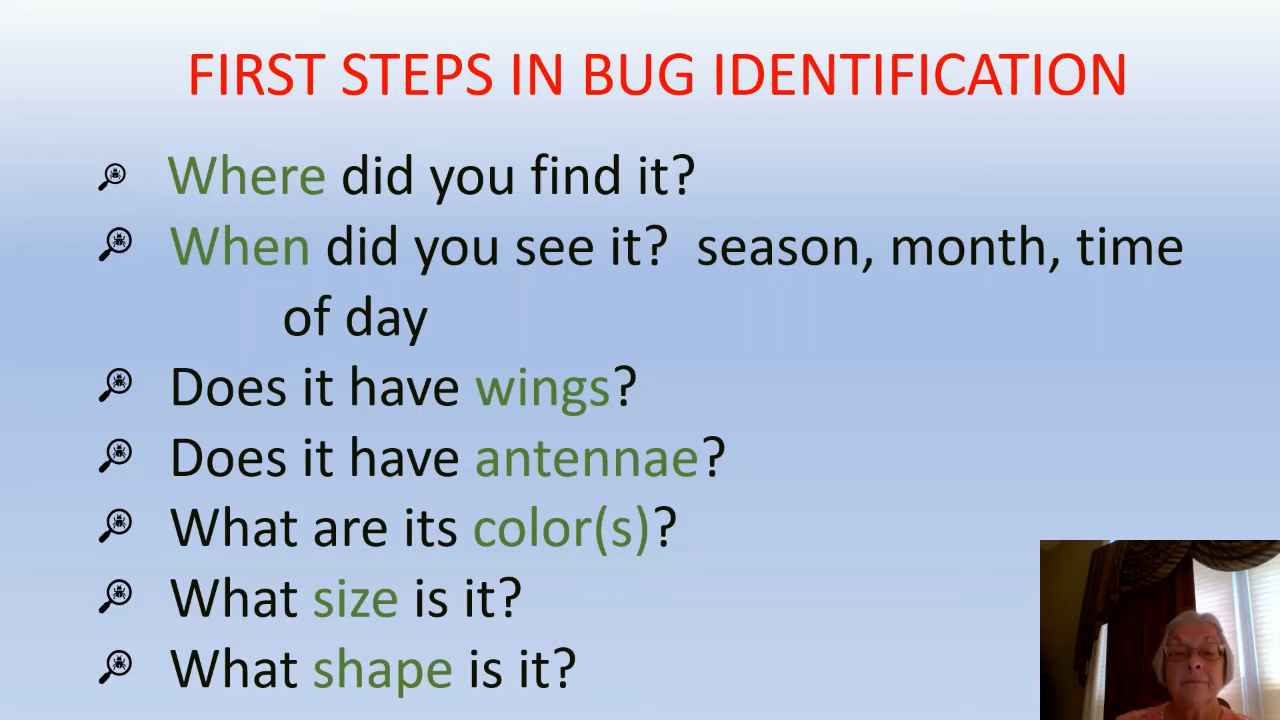 FIRST STEPS IN BUG IDENTIFICATION
Where did you find it?
When did you see it?  season, month, time
of day
Does it have wings?
Does it have antennae?
What are its color(s)?
What size is it?
What shape is it?